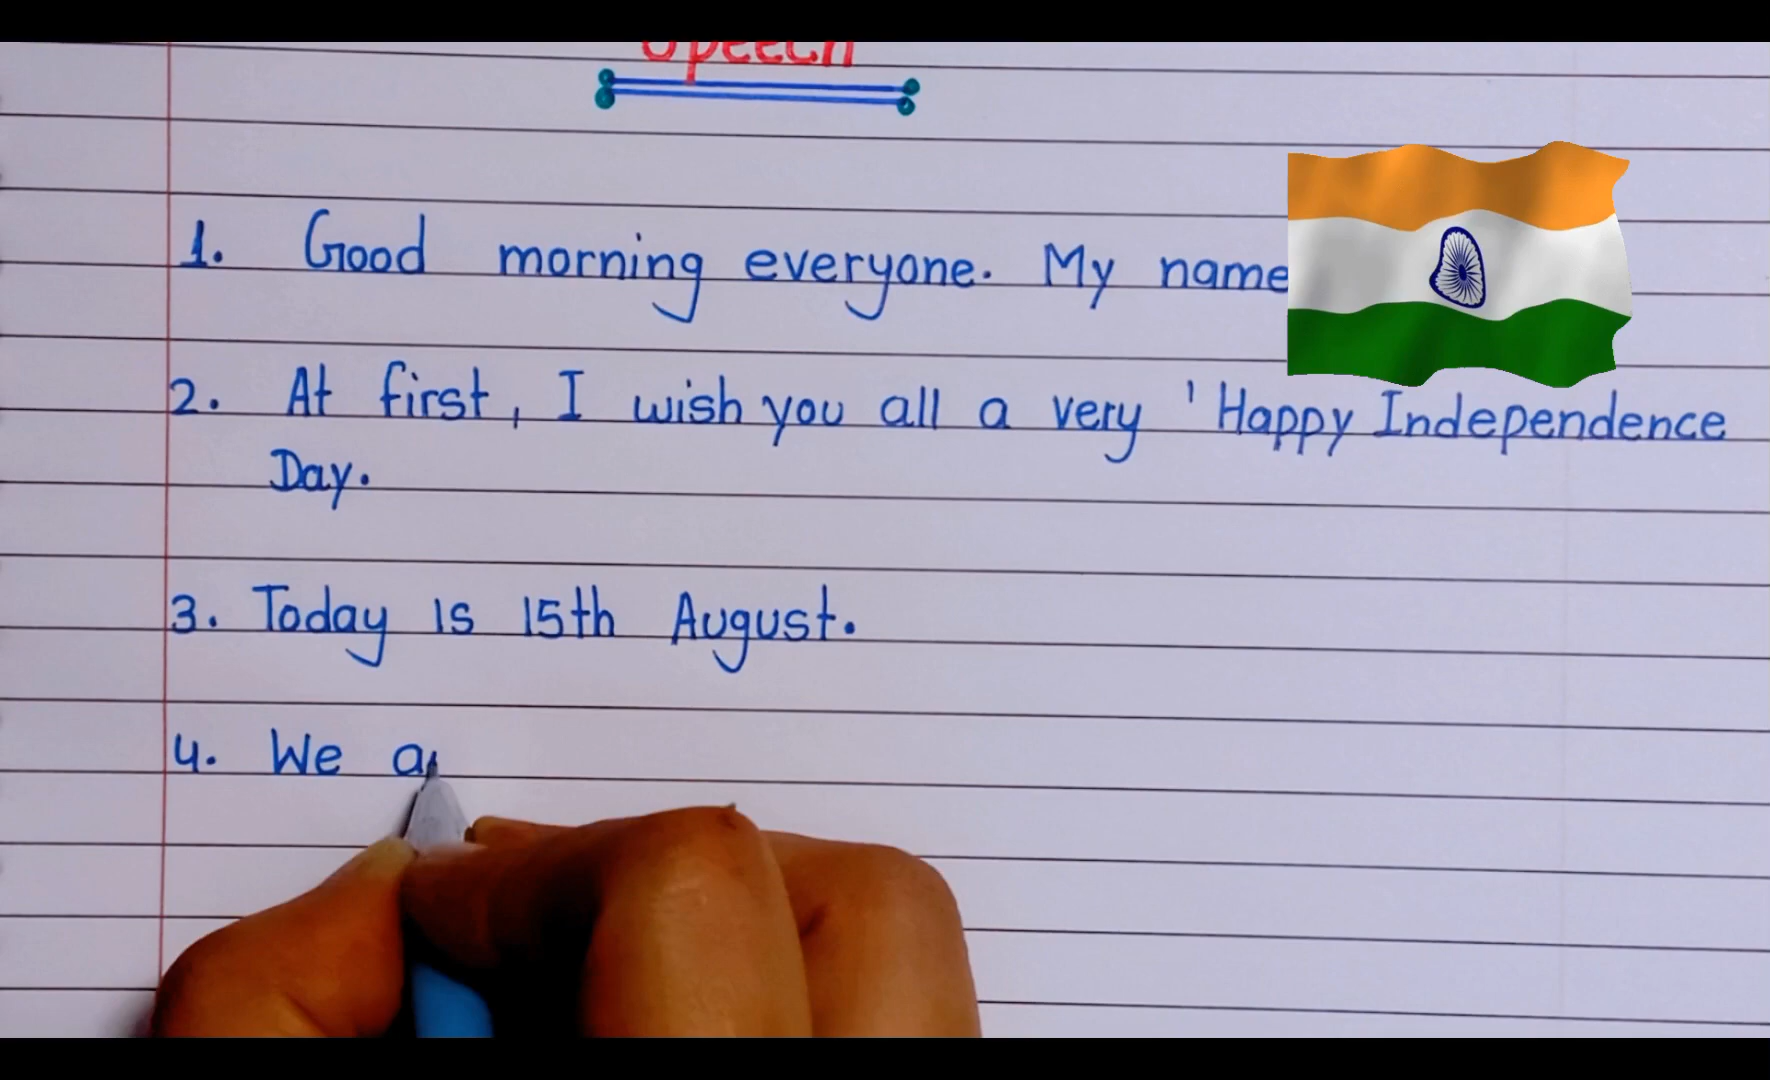 Speech
1. Good morning everyone. My name
2. At first, I wish you all a very 'Happy Independence
Day.
3. Today is 15th August.
4. We a